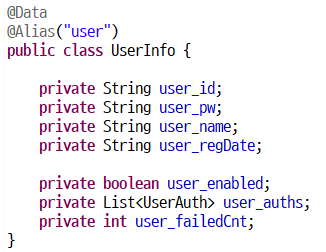 @Data
@Alias("user")
public class UserInfo {
private String user_id;
private String user_pw;
private String user_name;
private String user_regDate;
private boolean user_enabled;
private List<UserAuth> user_auths;
private int user_failedCnt;
}